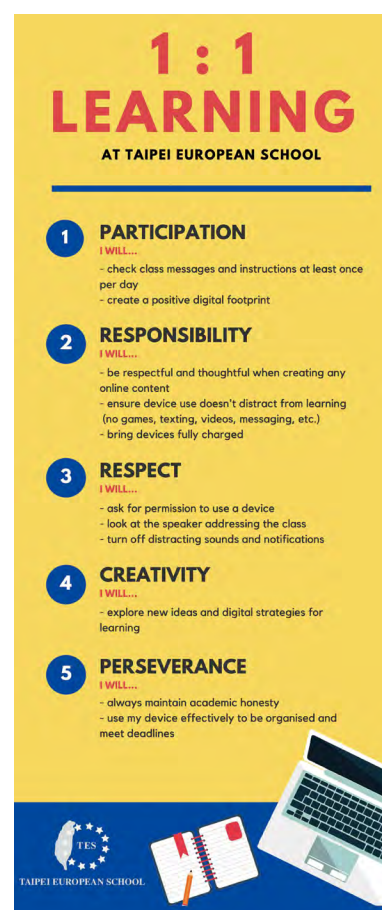 1 : 1
LEARNING
AT TAIPEI EUROPEAN SCHOOL
1
PARTICIPATION
I WILL...
- check class messages and instructions at least once
per day
- create a positive digital footprint
2
RESPONSIBILITY
I WILL...
- be respectful and thoughtful when creating any
online content
- ensure device use doesn't distract from learning
(no games, texting, videos, messaging, etc.)
- bring devices fully charged
3
RESPECT
I WILL...
- ask for permission to use a device
- look at the speaker addressing the class
- turn off distracting sounds and notifications
4
CREATIVITY
I WILL...
- explore new ideas and digital strategies for
learning
5
PERSEVERANCE
I WILL...
- always maintain academic honesty
- use my device effectively to be organised and
meet deadlines
TES
TAIPEI EUROPEAN SCHOOL